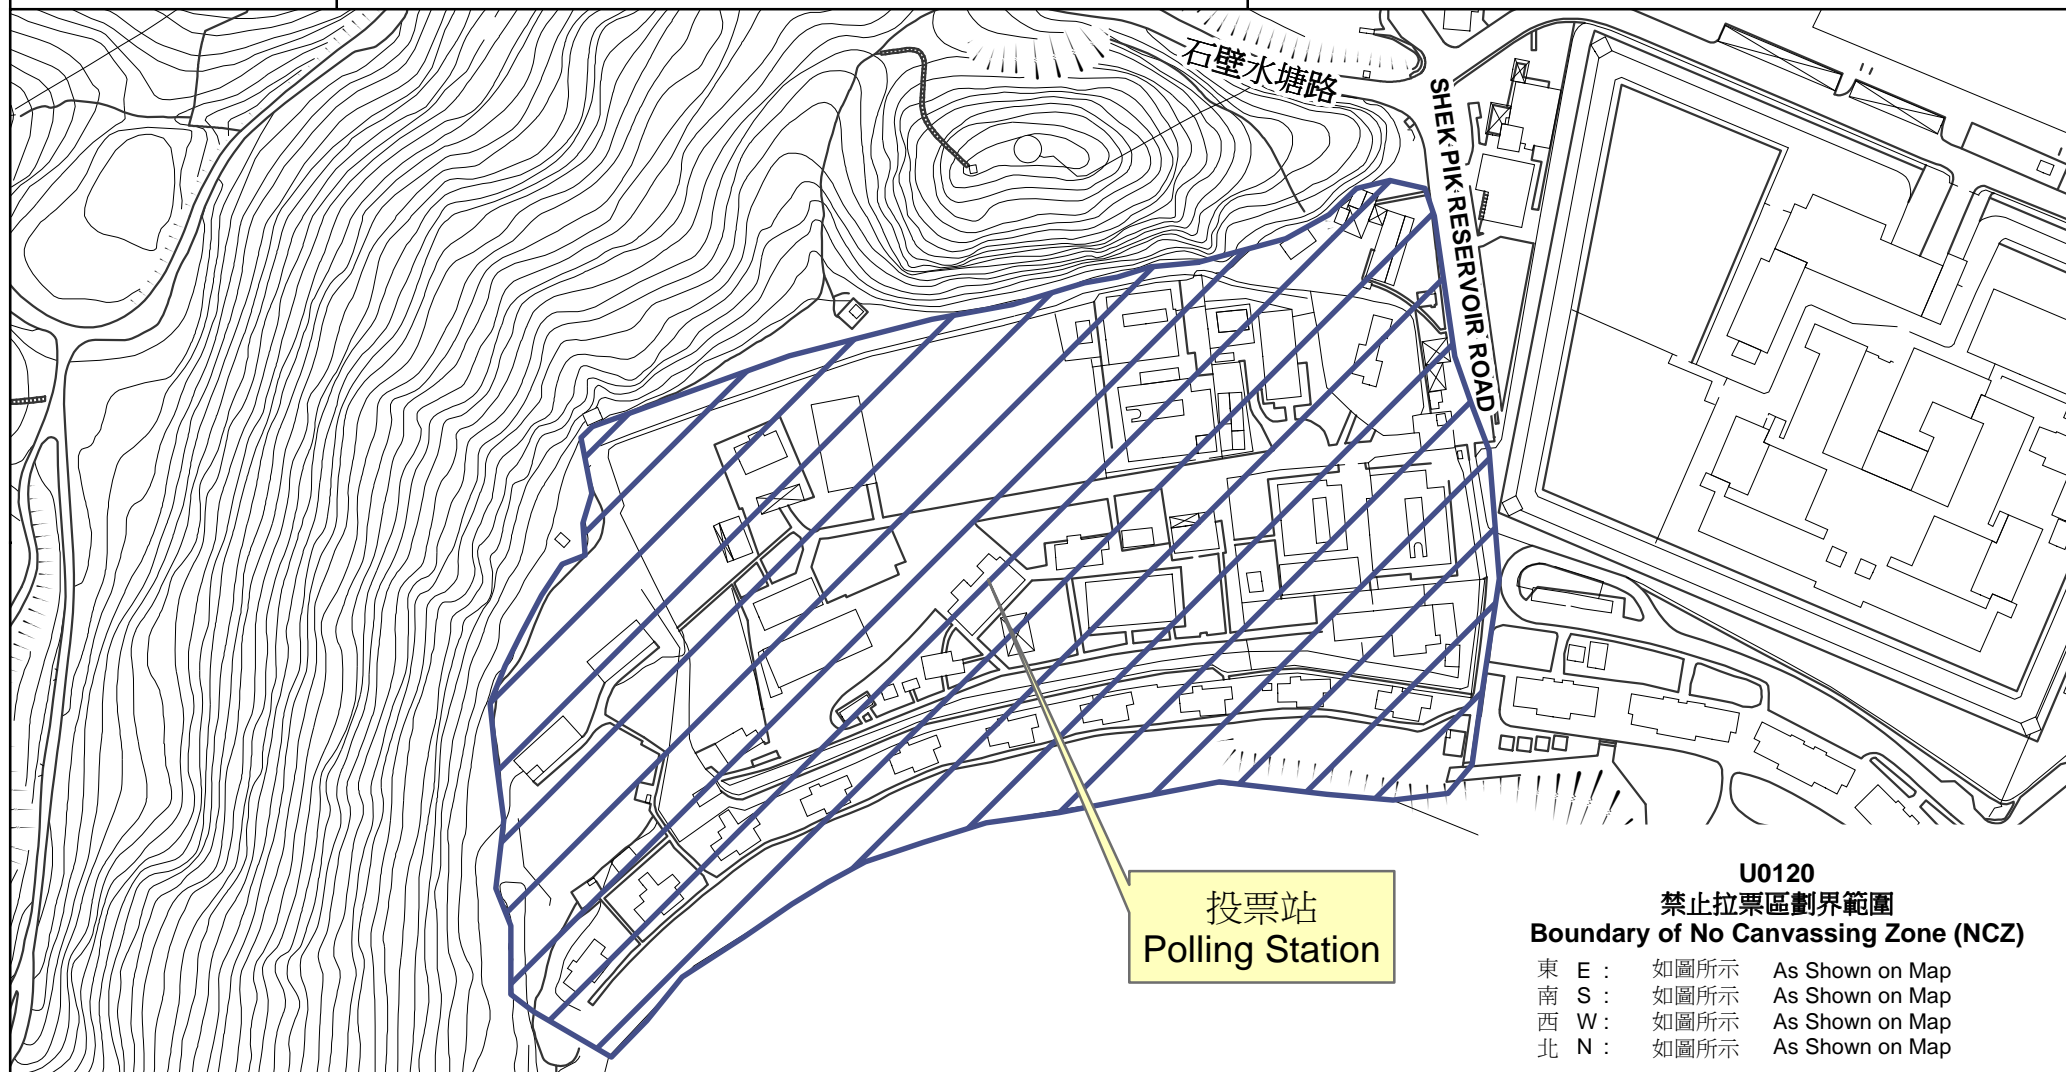 石壁水塘路
SHEK PIK RESERVOIR ROAD
投票站
Polling Station
U0120
禁止拉票區劃界範圍
Boundary of No Canvassing Zone (NCZ)
東 E : 如圖所示 As Shown on Map
南 S : 如圖所示 As Shown on Map
西 W : 如圖所示 As Shown on Map
北 N : 如圖所示 As Shown on Map